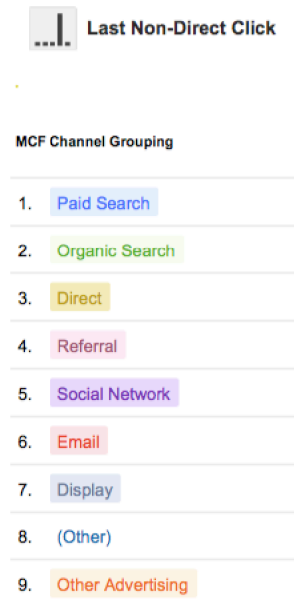 Last Non-Direct Click
MCF Channel Grouping
1. Paid Search
2. Organic Search
3. Direct
4. Referral
5. Social Network
6. Email
7. Display
8. (Other)
9. Other Advertising